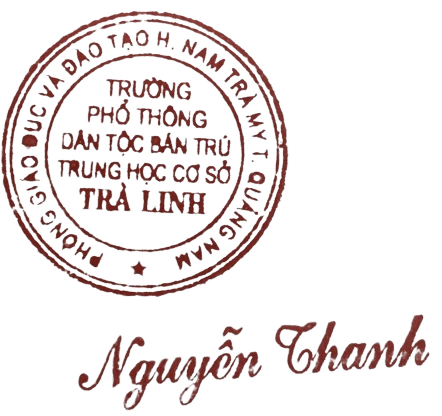 PHÒNG GIÁO DỤC VÀ ĐÀO TẠO H. NAM TRÀ MY T. QUẢNG NAM
TRƯỜNG
PHỔ THÔNG
DÂN TỘC BÁN TRÚ
TRUNG HỌC CƠ SỞ
TRÀ LINH
Nguyễn Thanh